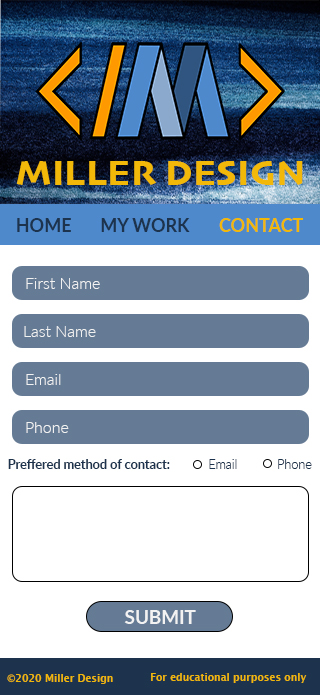 MILLER DESIGN
HOME MY WORK CONTACT
First Name
Last Name
Email
Phone
Preffered method of contact: Email Phone
SUBMIT
©2020 Miller Design For educational purposes only